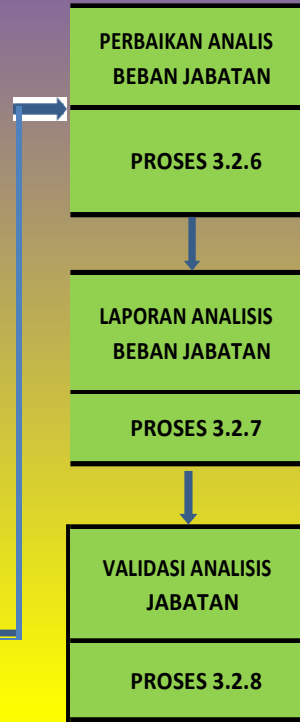 PERBAIKAN ANALIS
BEBAN JABATAN
PROSES 3.2.6
LAPORAN ANALISIS
BEBAN JABATAN
PROSES 3.2.7
VALIDASI ANALISIS
JABATAN
PROSES 3.2.8